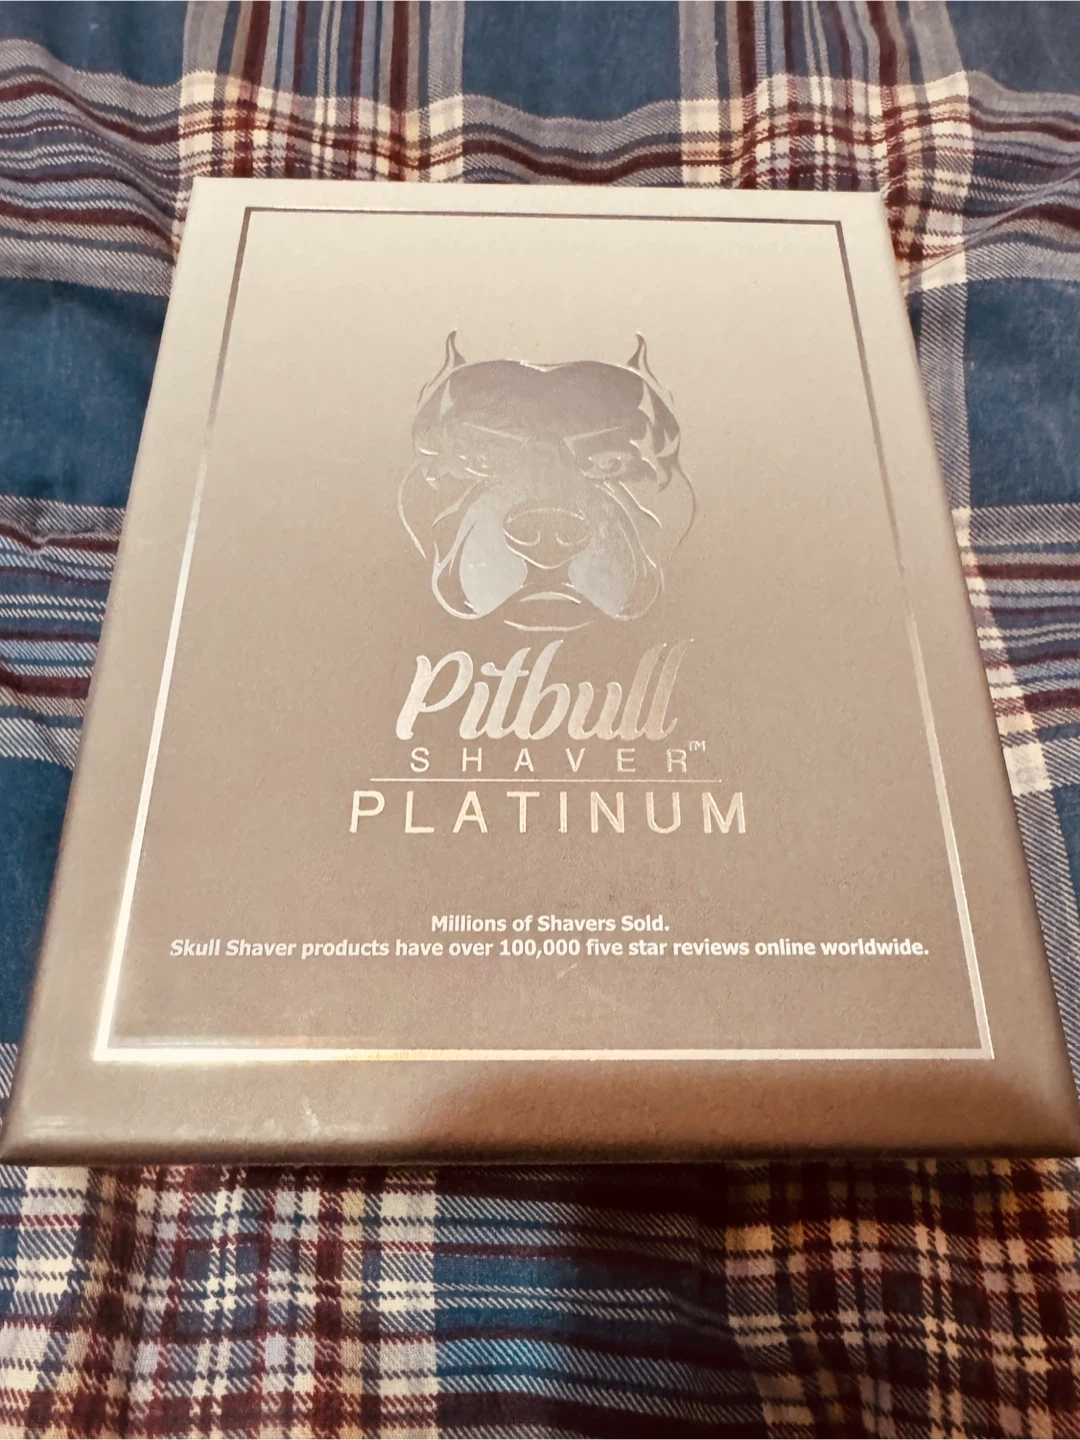 Pitbull
SHAVER™
PLATINUM
Millions of Shavers Sold.
Skull Shaver products have over 100,000 five star reviews online worldwide.